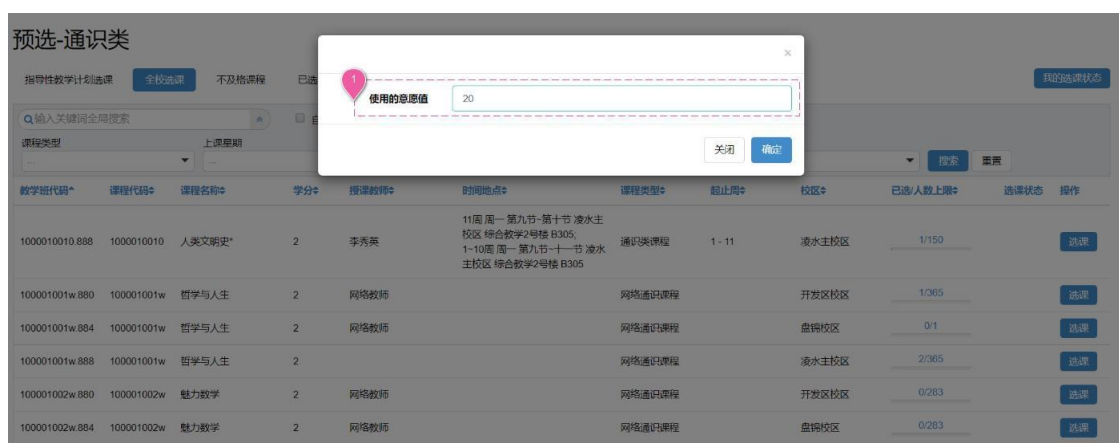 预选-通识类
×
指导性教学计划选课 全校选课 不及格课程 已选
1
使用的意愿值 20
我的选课状态
输入关键词全局搜索
课程类型 上课星期
关闭 确定
... ...
搜索 重置
教学班代码 课程代码 课程名称 学分 授课教师 时间地点 课程类型 起止周 校区 已选/人数上限 选课状态 操作
1000010010.888 1000010010 人类文明史* 2 李秀英 11周 周一 第九节~第十节 凌水主
校区 综合教学2号楼 B305;
1~10周 周一 第九节~十一节 凌水
主校区 综合教学2号楼 B305 通识类课程 1 - 11 凌水主校区 1/150 选课
100001001w.880 100001001w 哲学与人生 2 网络教师 网络通识课程 开发区校区 1/365 选课
100001001w.884 100001001w 哲学与人生 2 网络教师 网络通识课程 盘锦校区 0/1 选课
100001001w.888 100001001w 哲学与人生 2 网络通识课程 凌水主校区 2/365 选课
100001002w.880 100001002w 魅力数学 2 网络教师 网络通识课程 开发区校区 0/283 选课
100001002w.884 100001002w 魅力数学 2 网络教师 网络通识课程 盘锦校区 0/283 选课